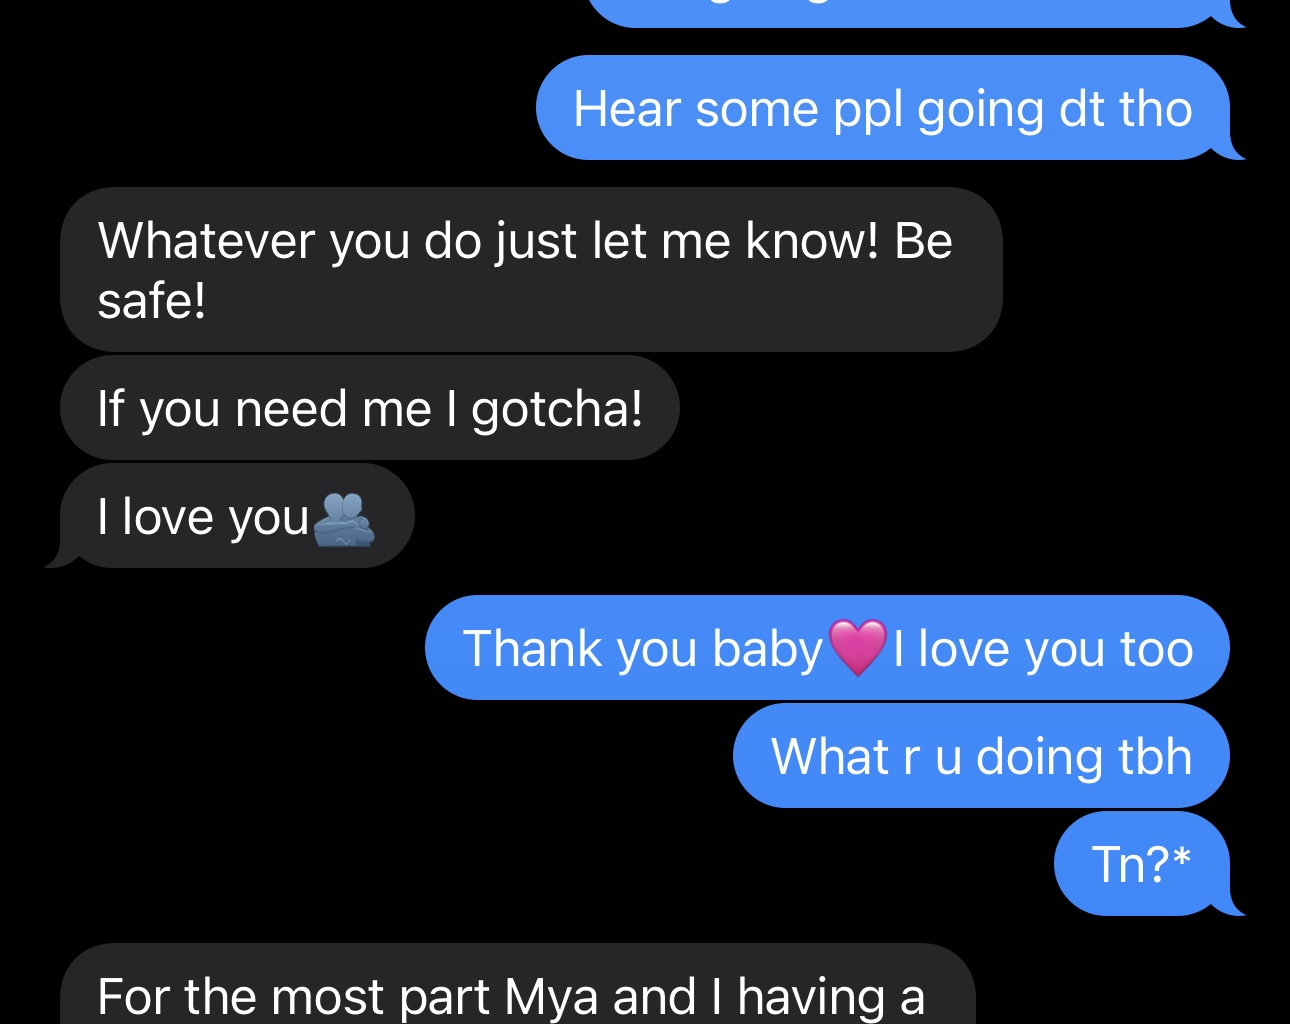 Hear some ppl going dt tho
Whatever you do just let me know! Be
safe!
If you need me I gotcha!
I love you🫂
Thank you baby🩷I love you too
What r u doing tbh
Tn?*
For the most part Mya and I having a